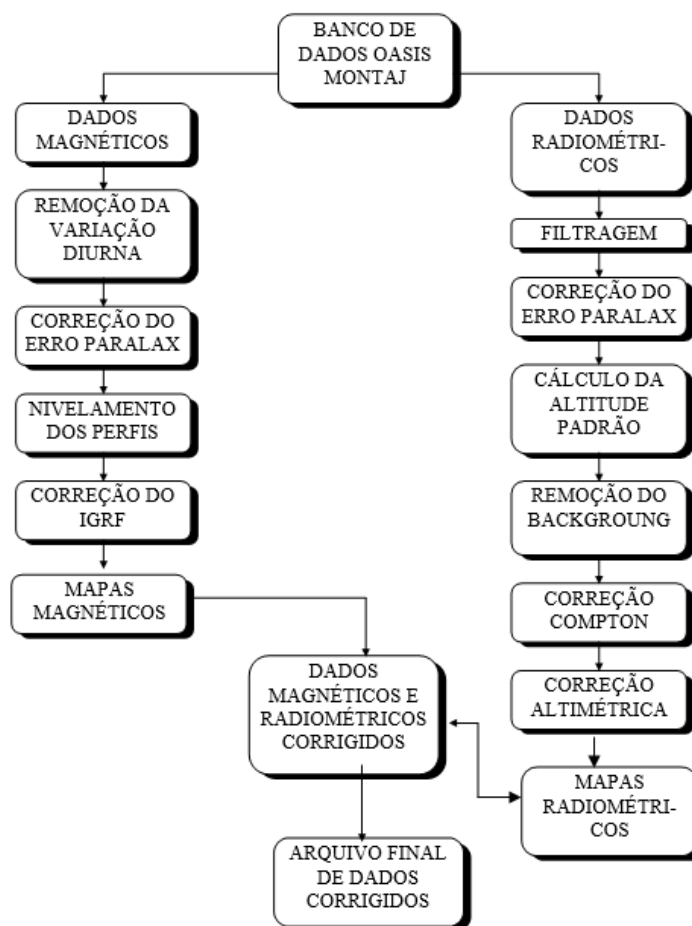 BANCO DE
DADOS OASIS
MONTAJ
DADOS
MAGNÉTICOS
REMOÇÃO DA
VARIAÇÃO
DIURNA
CORREÇÃO DO
ERRO PARALAX
NIVELAMENTO
DOS PERFIS
CORREÇÃO DO
IGRF
MAPAS
MAGNÉTICOS
DADOS
RADIOMÉTRI-
COS
FILTRAGEM
CORREÇÃO DO
ERRO PARALAX
CÁLCULO DA
ALTITUDE
PADRÃO
REMOÇÃO DO
BACKGROUNG
CORREÇÃO
COMPTON
CORREÇÃO
ALTIMÉTRICA
MAPAS
RADIOMÉTRI-
COS
DADOS
MAGNÉTICOS E
RADIOMÉTRICOS
CORRIGIDOS
ARQUIVO FINAL
DE DADOS
CORRIGIDOS